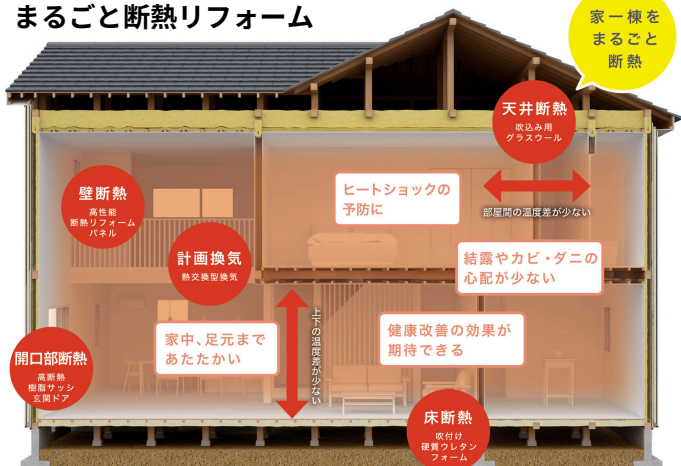 まるごと断熱リフォーム
家一棟を
まるごと
断熱
天井断熱
吹込み用
グラスウール
壁断熱
高性能
断熱リフォーム
パネル
ヒートショックの
予防に
部屋間の温度差が少ない
計画換気
熱交換型換気
結露やカビ・ダニの
心配が少ない
家中、足元まで
あたたかい
上下の温度差が少ない
健康改善の効果が
期待できる
開口部断熱
高断熱
樹脂サッシ
玄関ドア
床断熱
吹付け
硬質ウレタン
フォーム